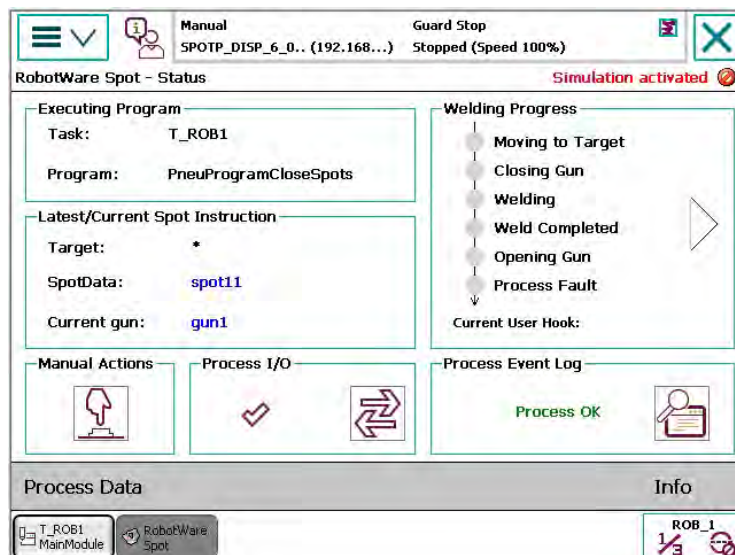 Manual
Guard Stop
SPOTP_DISP_6_0.. (192.168...)
Stopped (Speed 100%)
RobotWare Spot - Status
Simulation activated
Executing Program
Task: T_ROB1
Program: PneuProgramCloseSpots
Latest/Current Spot Instruction
Target: *
SpotData: spot11
Current gun: gun1
Welding Progress
Moving to Target
Closing Gun
Welding
Weld Completed
Opening Gun
Process Fault
Current User Hook:
Manual Actions
Process I/O
Process Event Log
Process OK
Process Data
Info
T_ROB1
MainModule
RobotWare
Spot
ROB_1
1/3